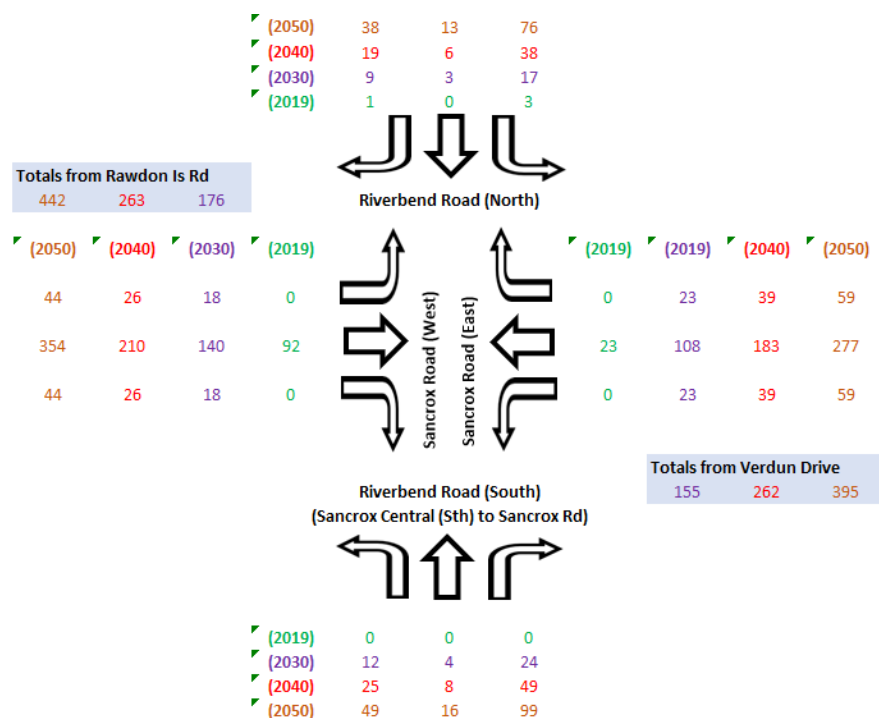 (2050) 38 13 76
(2040) 19 6 38
(2030) 9 3 17
(2019) 1 0 3
Totals from Rawdon Is Rd
442 263 176
Riverbend Road (North)
(2050) (2040) (2030) (2019)
44 26 18 0
354 210 140 92
44 26 18 0
Sancrox Road (West)
Sancrox Road (East)
(2019) (2019) (2040) (2050)
0 23 39 59
23 108 183 277
0 23 39 59
Totals from Verdun Drive
155 262 395
Riverbend Road (South)
(Sancrox Central (Sth) to Sancrox Rd)
(2019) 0 0 0
(2030) 12 4 24
(2040) 25 8 49
(2050) 49 16 99